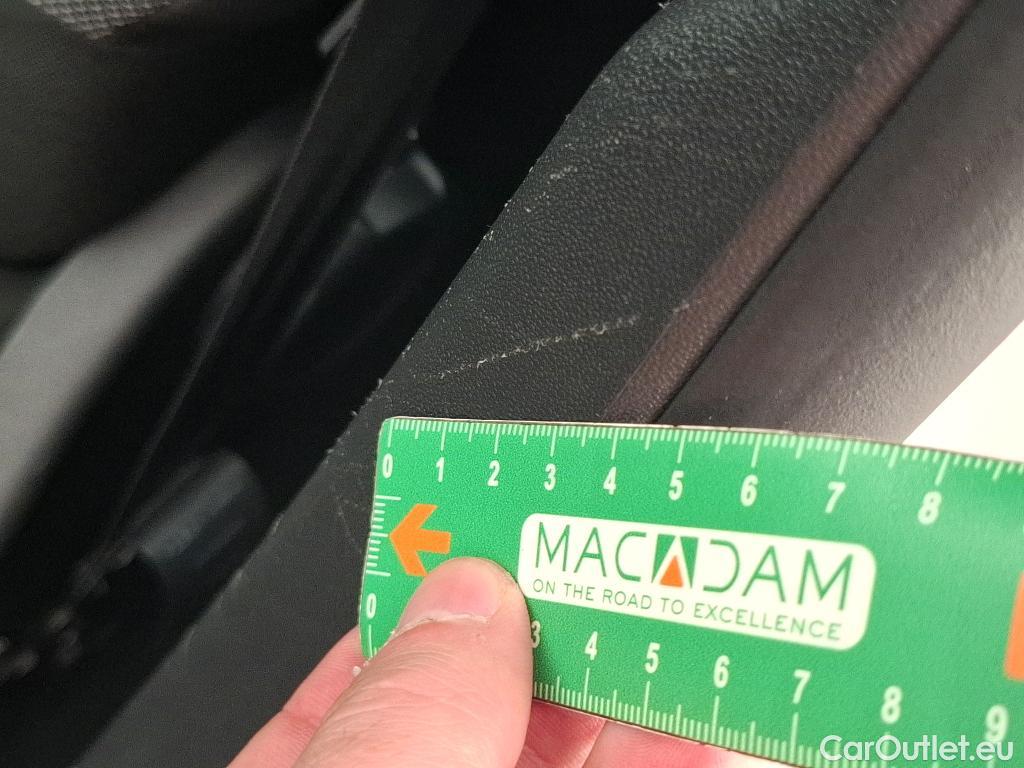 0 1 2 3 4 5 6 7 8
MACADAM
ON THE ROAD TO EXCELLENCE
0 3 4 5 6 7 8 9
CarOutlet.eu